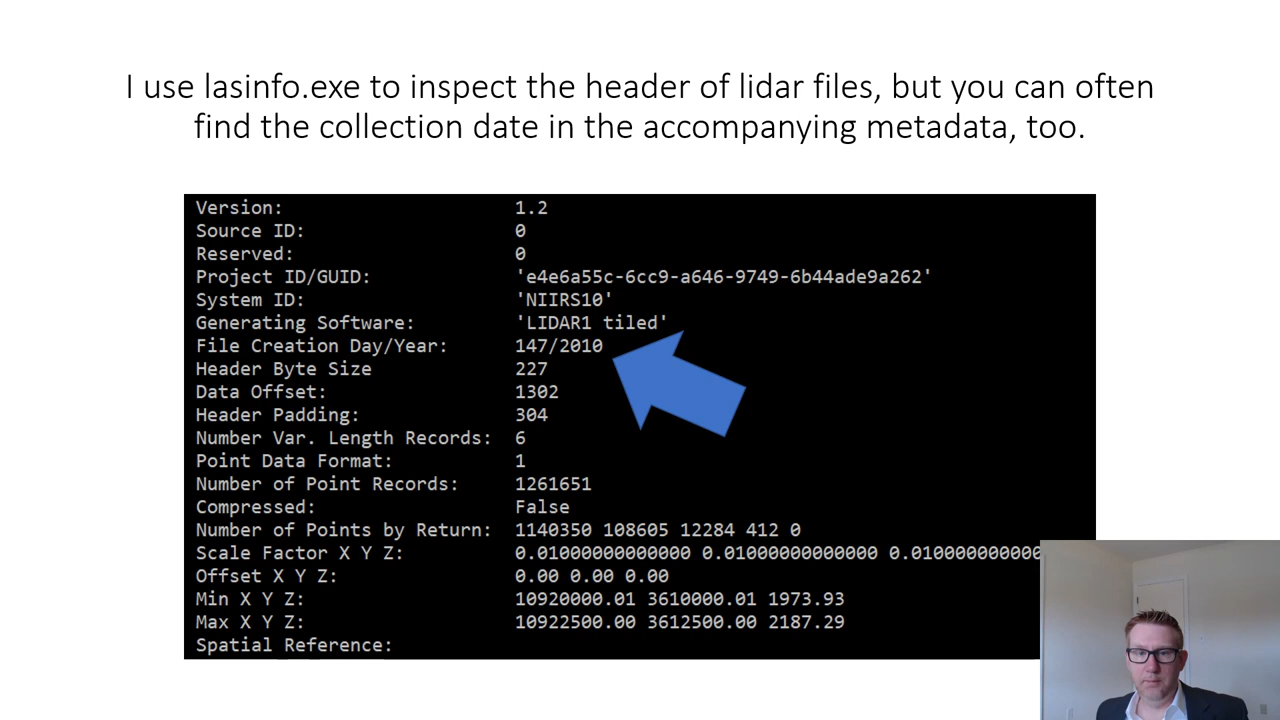 I use lasinfo.exe to inspect the header of lidar files, but you can often
find the collection date in the accompanying metadata, too.
Version: 1.2
Source ID: 0
Reserved: 0
Project ID/GUID: 'e4e6a55c-6cc9-a646-9749-6b44ade9a262'
System ID: 'NIIRS10'
Generating Software: 'LIDAR1 tiled'
File Creation Day/Year: 147/2010
Header Byte Size 227
Data Offset: 1302
Header Padding: 304
Number Var. Length Records: 6
Point Data Format: 1
Number of Point Records: 1261651
Compressed: False
Number of Points by Return: 1140350 108605 12284 412 0
Scale Factor X Y Z: 0.01000000000000 0.01000000000000 0.010000000000
Offset X Y Z: 0.00 0.00 0.00
Min X Y Z: 10920000.01 3610000.01 1973.93
Max X Y Z: 10922500.00 3612500.00 2187.29
Spatial Reference: